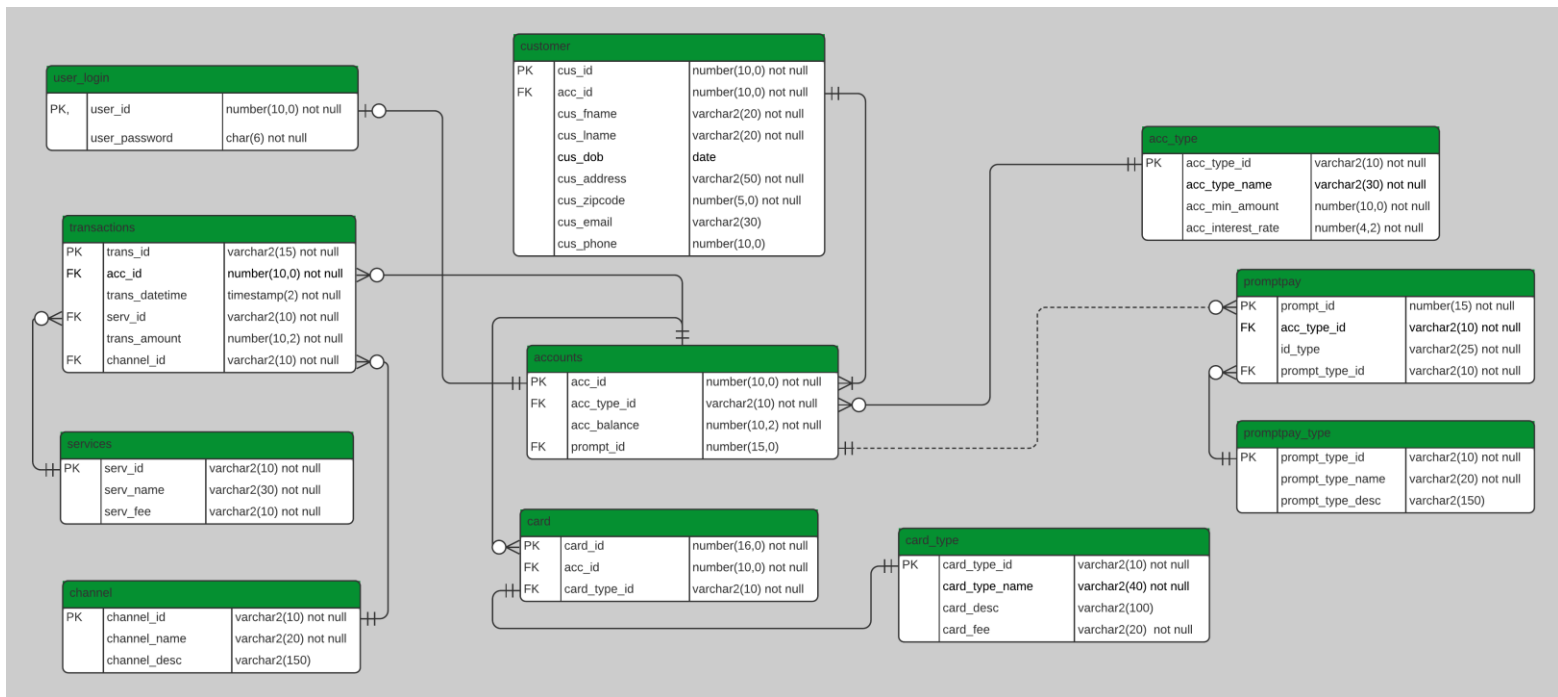 user_login
PK, user_id number(10,0) not null
user_password char(6) not null
customer
PK cus_id number(10,0) not null
FK acc_id number(10,0) not null
cus_fname varchar2(20) not null
cus_lname varchar2(20) not null
cus_dob date
cus_address varchar2(50) not null
cus_zipcode number(5,0) not null
cus_email varchar2(30)
cus_phone number(10,0)
acc_type
PK acc_type_id varchar2(10) not null
acc_type_name varchar2(30) not null
acc_min_amount number(10,0) not null
acc_interest_rate number(4,2) not null
transactions
PK trans_id varchar2(15) not null
FK acc_id number(10,0) not null
trans_datetime timestamp(2) not null
FK serv_id varchar2(10) not null
trans_amount number(10,2) not null
FK channel_id varchar2(10) not null
promptpay
PK prompt_id number(15) not null
FK acc_type_id varchar2(10) not null
id_type varchar2(25) not null
FK prompt_type_id varchar2(10) not null
accounts
PK acc_id number(10,0) not null
FK acc_type_id varchar2(10) not null
acc_balance number(10,2) not null
FK prompt_id number(15,0)
services
PK serv_id varchar2(10) not null
serv_name varchar2(30) not null
serv_fee varchar2(10) not null
promptpay_type
PK prompt_type_id varchar2(10) not null
prompt_type_name varchar2(20) not null
prompt_type_desc varchar2(150)
card
PK card_id number(16,0) not null
FK acc_id number(10,0) not null
FK card_type_id varchar2(10) not null
card_type
PK card_type_id varchar2(10) not null
card_type_name varchar2(40) not null
card_desc varchar2(100)
card_fee varchar2(20) not null
channel
PK channel_id varchar2(10) not null
channel_name varchar2(20) not null
channel_desc varchar2(150)